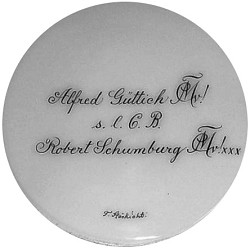 Alfred Güttich v!
s. l. C. B.
Robert Schumburg v! xxx